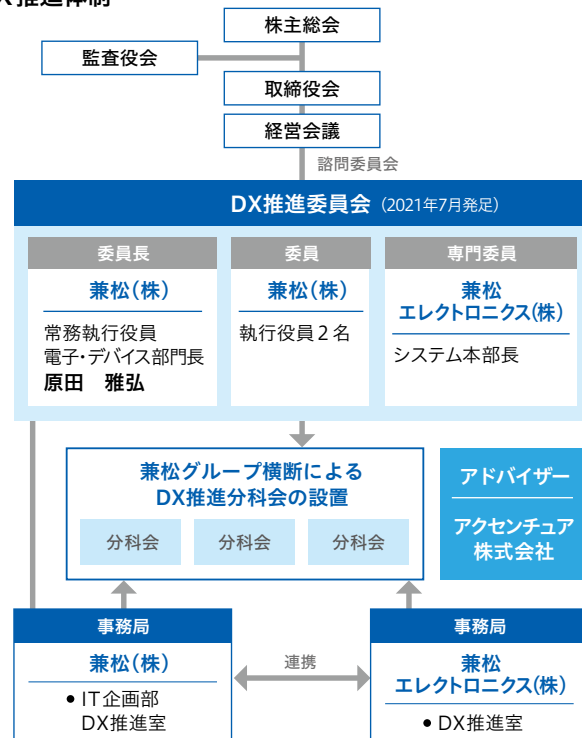 推進体制
株主総会
監査役会
取締役会
経営会議
諮問委員会
DX推進委員会（2021年7月発足）
委員長
兼松（株）
常務執行役員
電子・デバイス部門長
原田 雅弘
委員
兼松（株）
執行役員2名
専門委員
兼松
エレクトロニクス（株）
システム本部長
兼松グループ横断による
DX推進分科会の設置
分科会
分科会
分科会
アドバイザー
アクセンチュア
株式会社
事務局
兼松（株）
●IT企画部
DX推進室
連携
事務局
兼松
エレクトロニクス（株）
●DX推進室